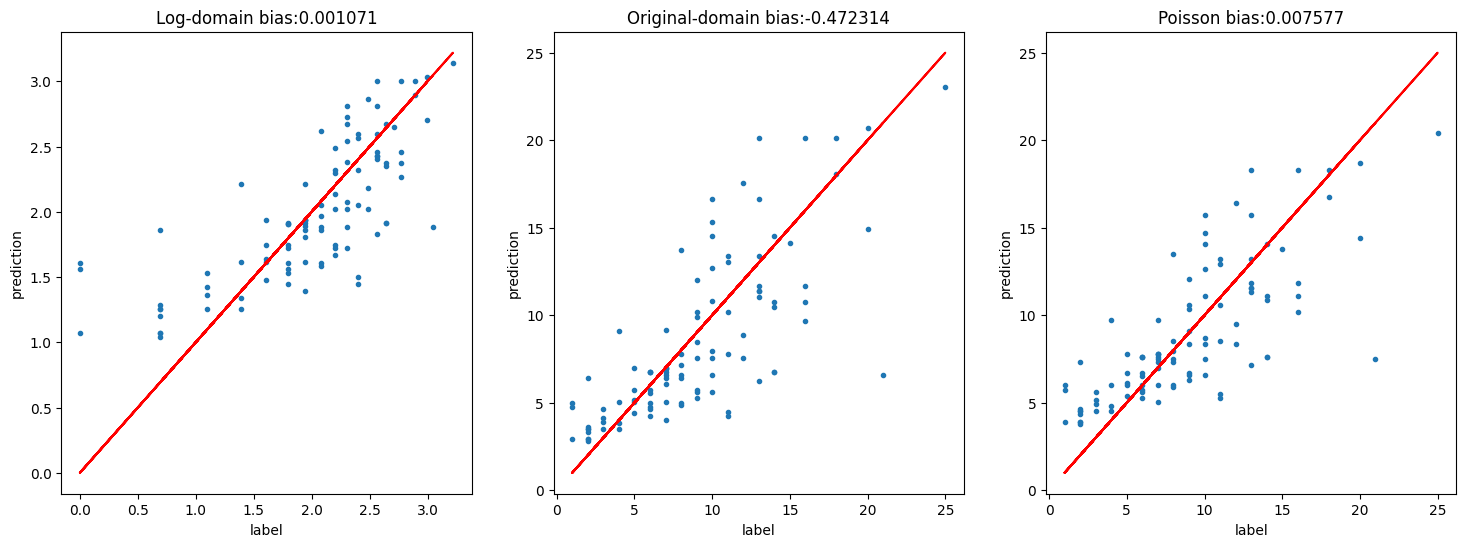 Log-domain bias:0.001071
prediction
3.0
2.5
2.0
1.5
1.0
0.5
0.0
0.0 0.5 1.0 1.5 2.0 2.5 3.0
label
Original-domain bias:-0.472314
prediction
25
20
15
10
5
0
0 5 10 15 20 25
label
Poisson bias:0.007577
prediction
25
20
15
10
5
0
0 5 10 15 20 25
label